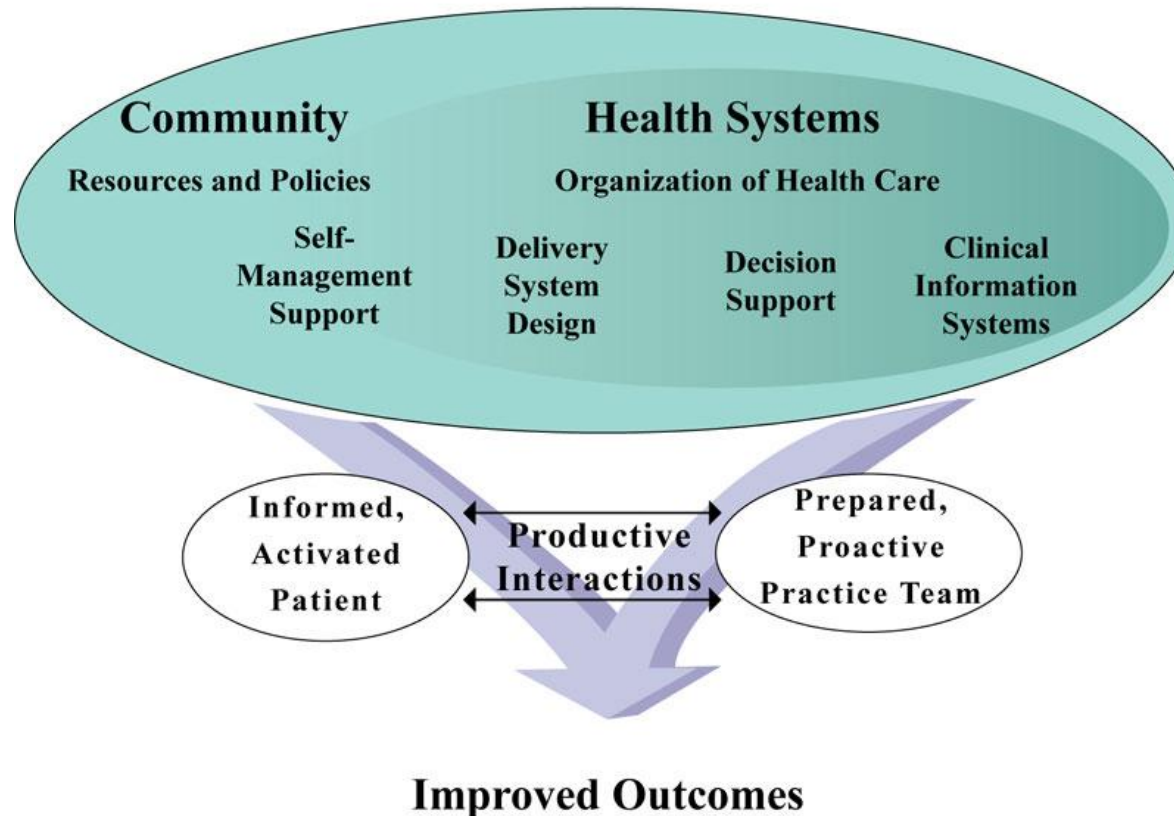 Community
Health Systems
Resources and Policies
Organization of Health Care
Self-
Management
Support
Delivery
System
Design
Decision
Support
Clinical
Information
Systems
Informed,
Activated
Patient
Productive
Interactions
Prepared,
Proactive
Practice Team
Improved Outcomes